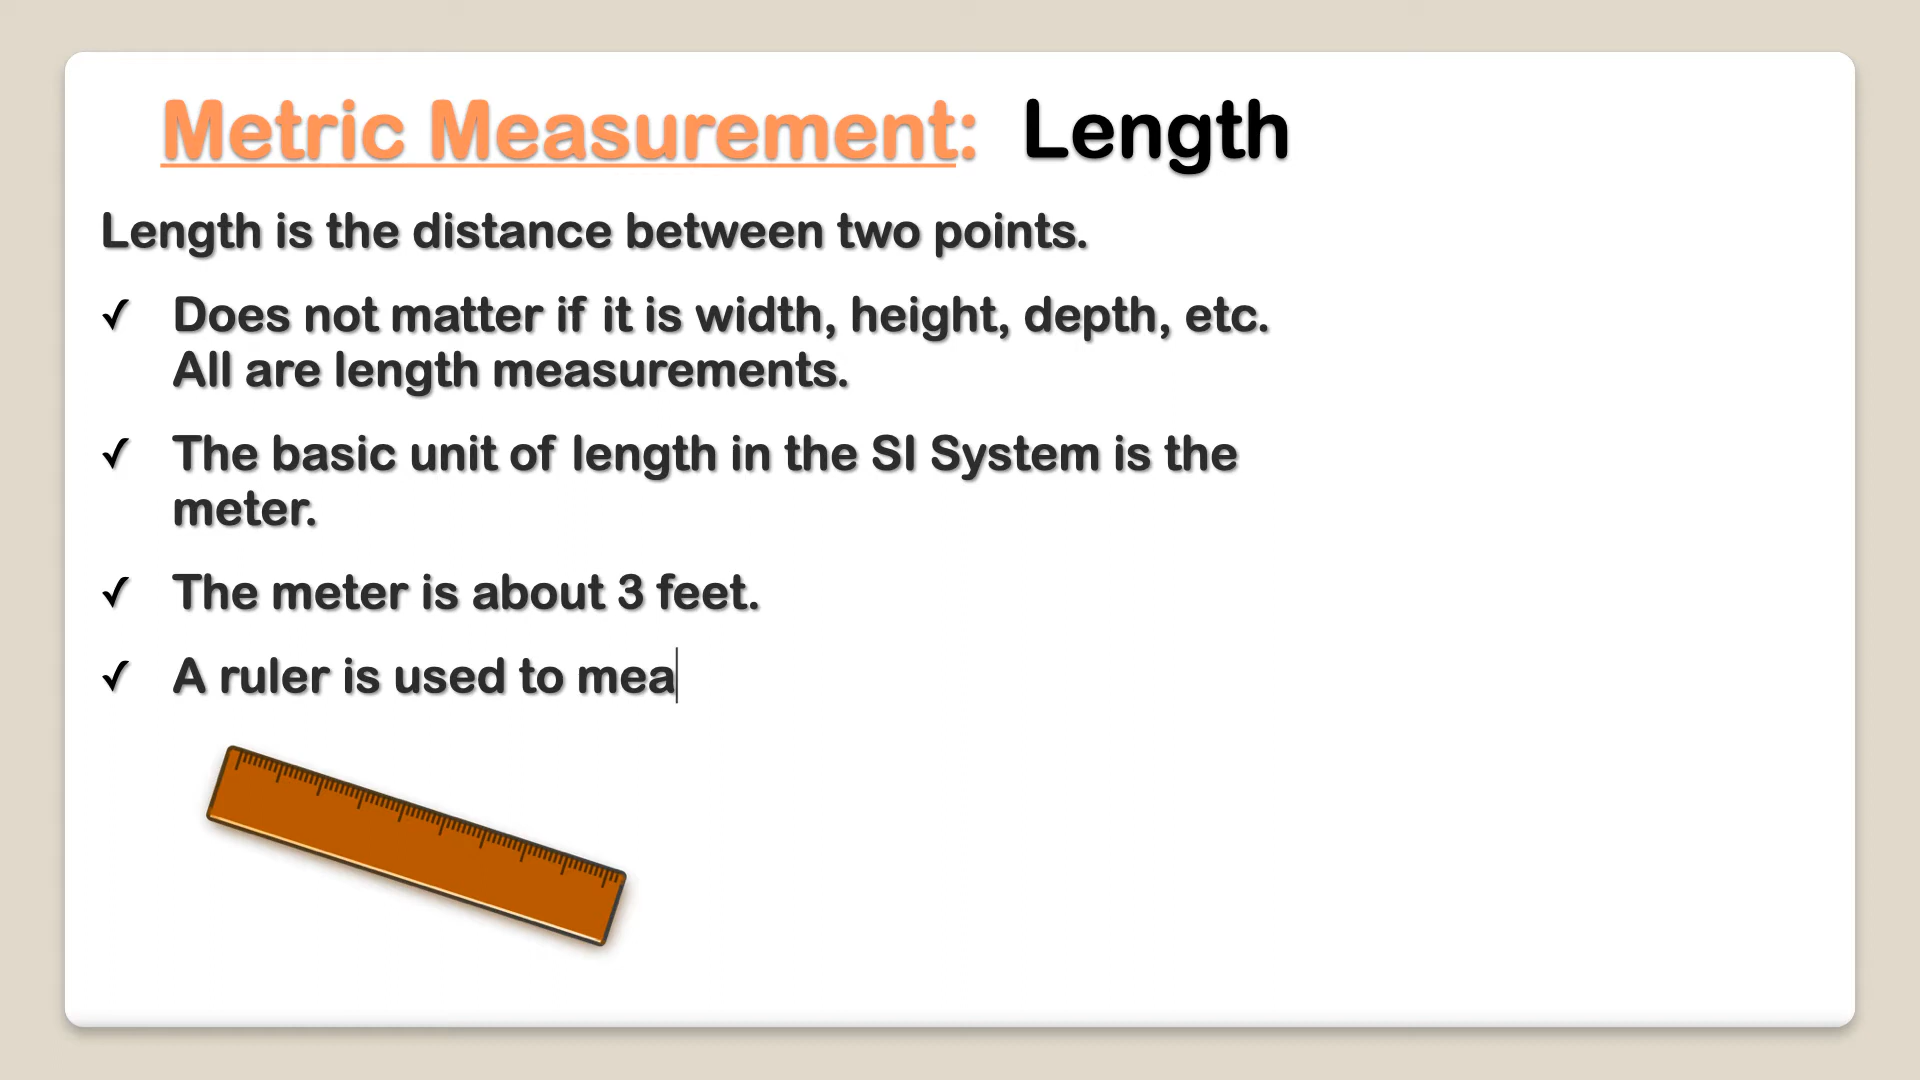 Metric Measurement: Length
Length is the distance between two points.
✓ Does not matter if it is width, height, depth, etc.
All are length measurements.
✓ The basic unit of length in the SI System is the
meter.
✓ The meter is about 3 feet.
✓ A ruler is used to mea